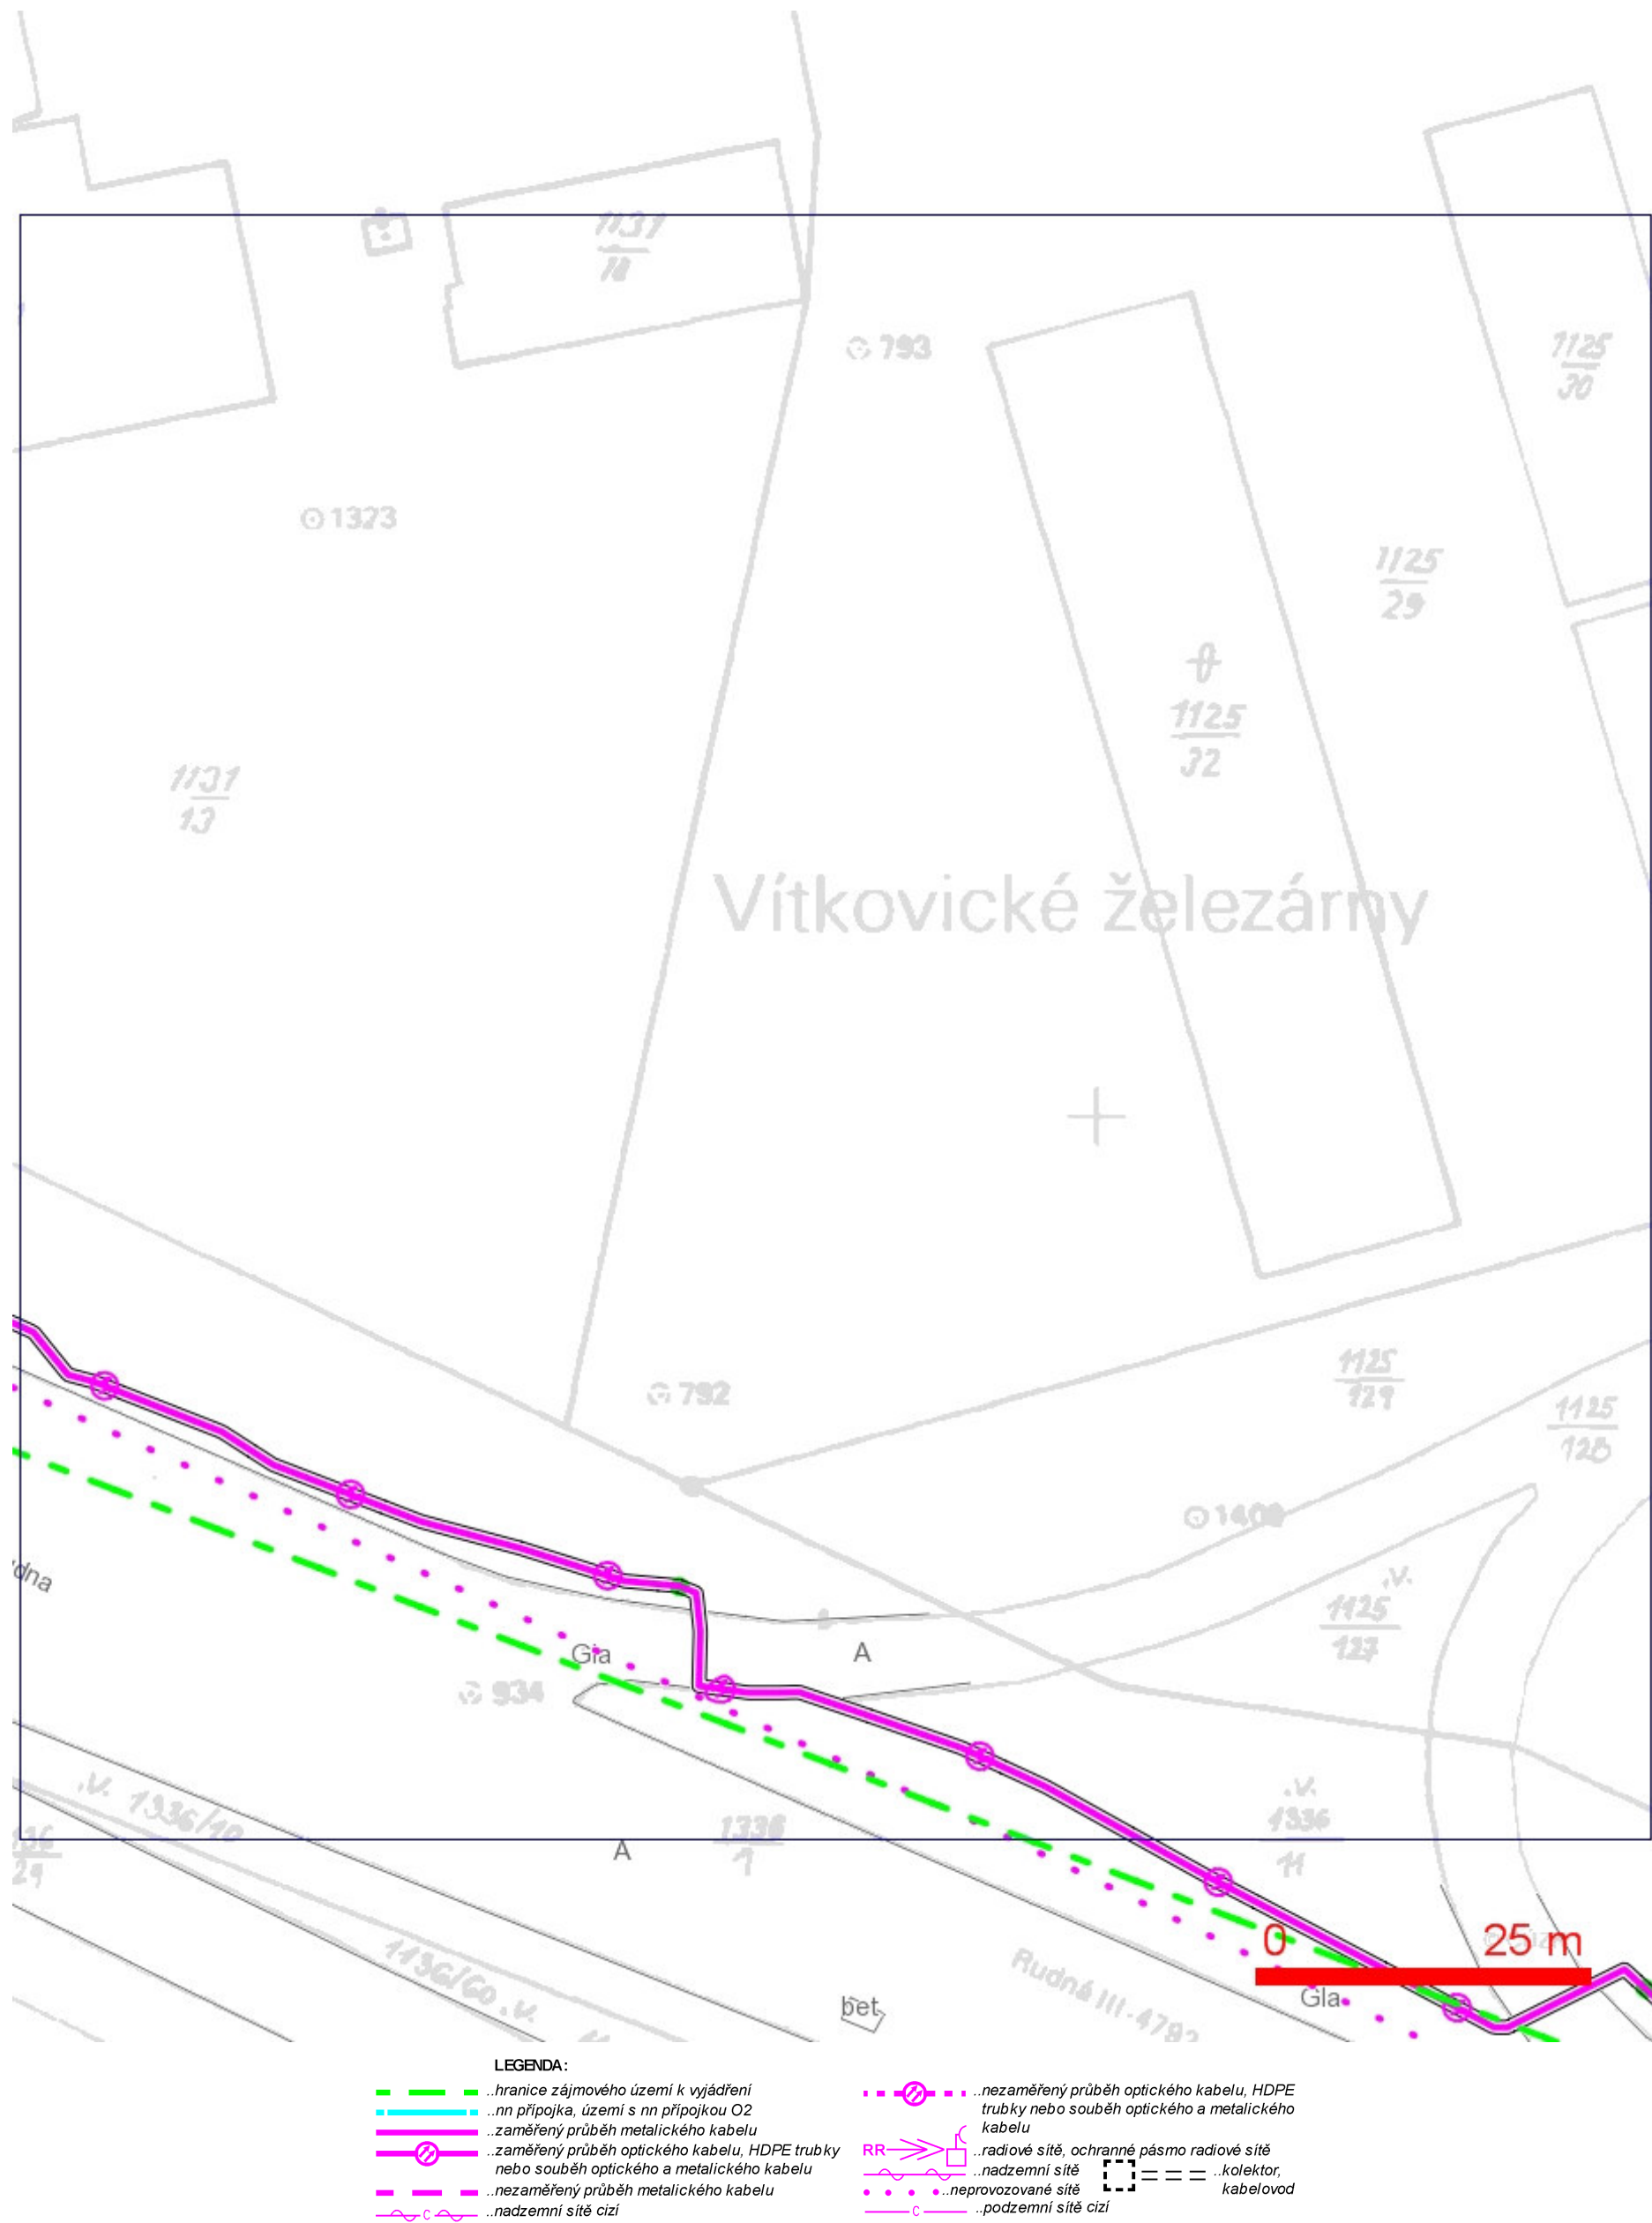 1131
18
793
1125
30
1323
1125
29
1125
32
1131
13
Vítkovické železárny
1125
129
792
1125
128
dna
.v.
1125
127
Gla
A
934
.v. 1336/10
.v.
1336
11
1336
1
A
29
1136/60.v.
Rudná III-4792
0 25 m
Gla
bet
LEGENDA:
..hranice zájmového území k vyjádření
..nn přípojka, území s nn přípojkou O2
..zaměřený průběh metalického kabelu
..zaměřený průběh optického kabelu, HDPE trubky
nebo souběh optického a metalického kabelu
..nezaměřený průběh metalického kabelu
C ..nadzemní sítě cizí
..nezaměřený průběh optického kabelu, HDPE
trubky nebo souběh optického a metalického
kabelu
RR ..radiové sítě, ochranné pásmo radiové sítě
..nadzemní sítě ..kolektor,
kabelovod
..neprovozované sítě
C ..podzemní sítě cizí